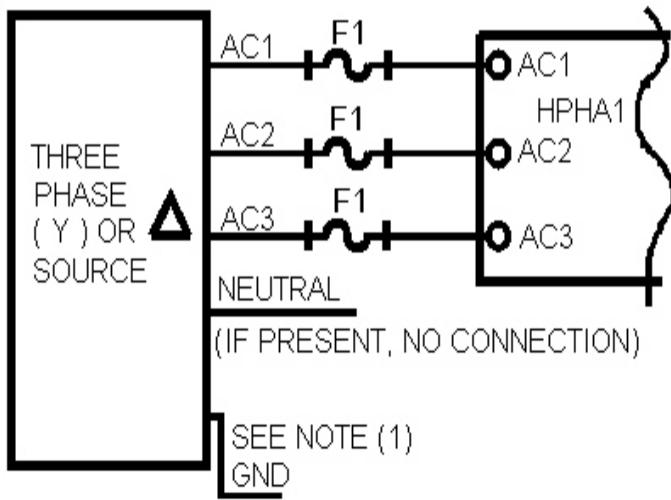 AC1
F1
AC1
HPHA1
AC2
F1
AC2
THREE
PHASE
( Y ) OR Δ
SOURCE
AC3
F1
AC3
NEUTRAL
(IF PRESENT, NO CONNECTION)
SEE NOTE (1)
GND